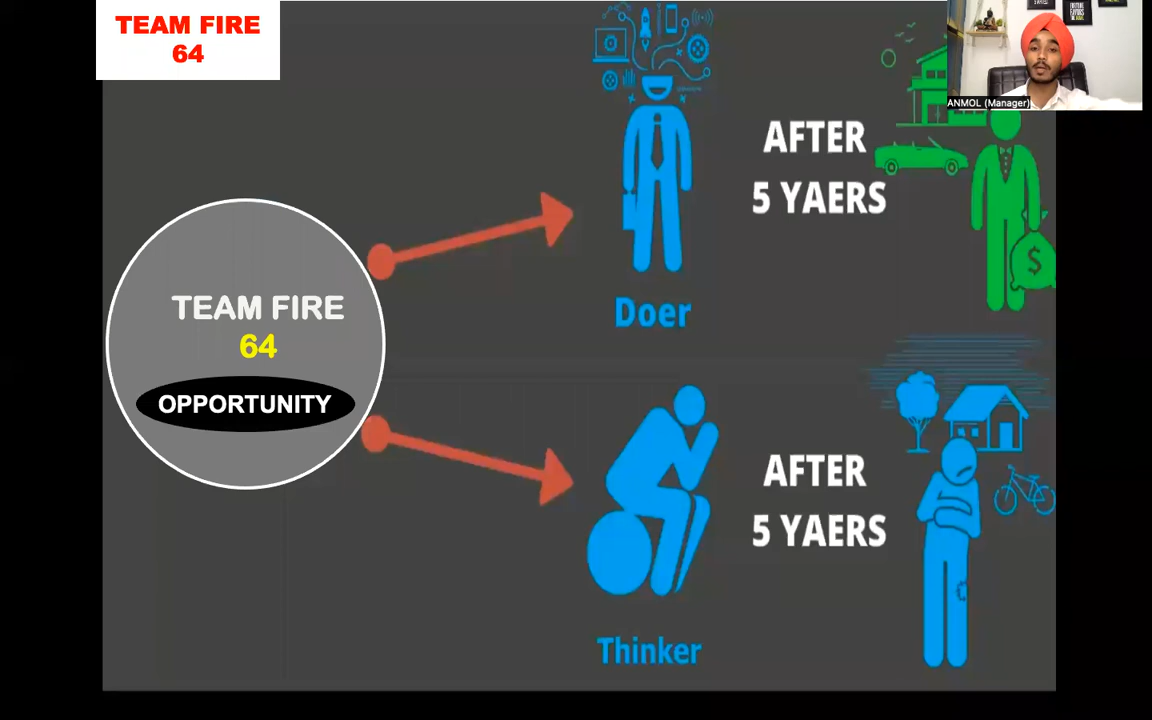 TEAM FIRE
64
ANMOL (Manager)
AFTER
5 YAERS
Doer
TEAM FIRE
64
OPPORTUNITY
AFTER
5 YAERS
Thinker
$